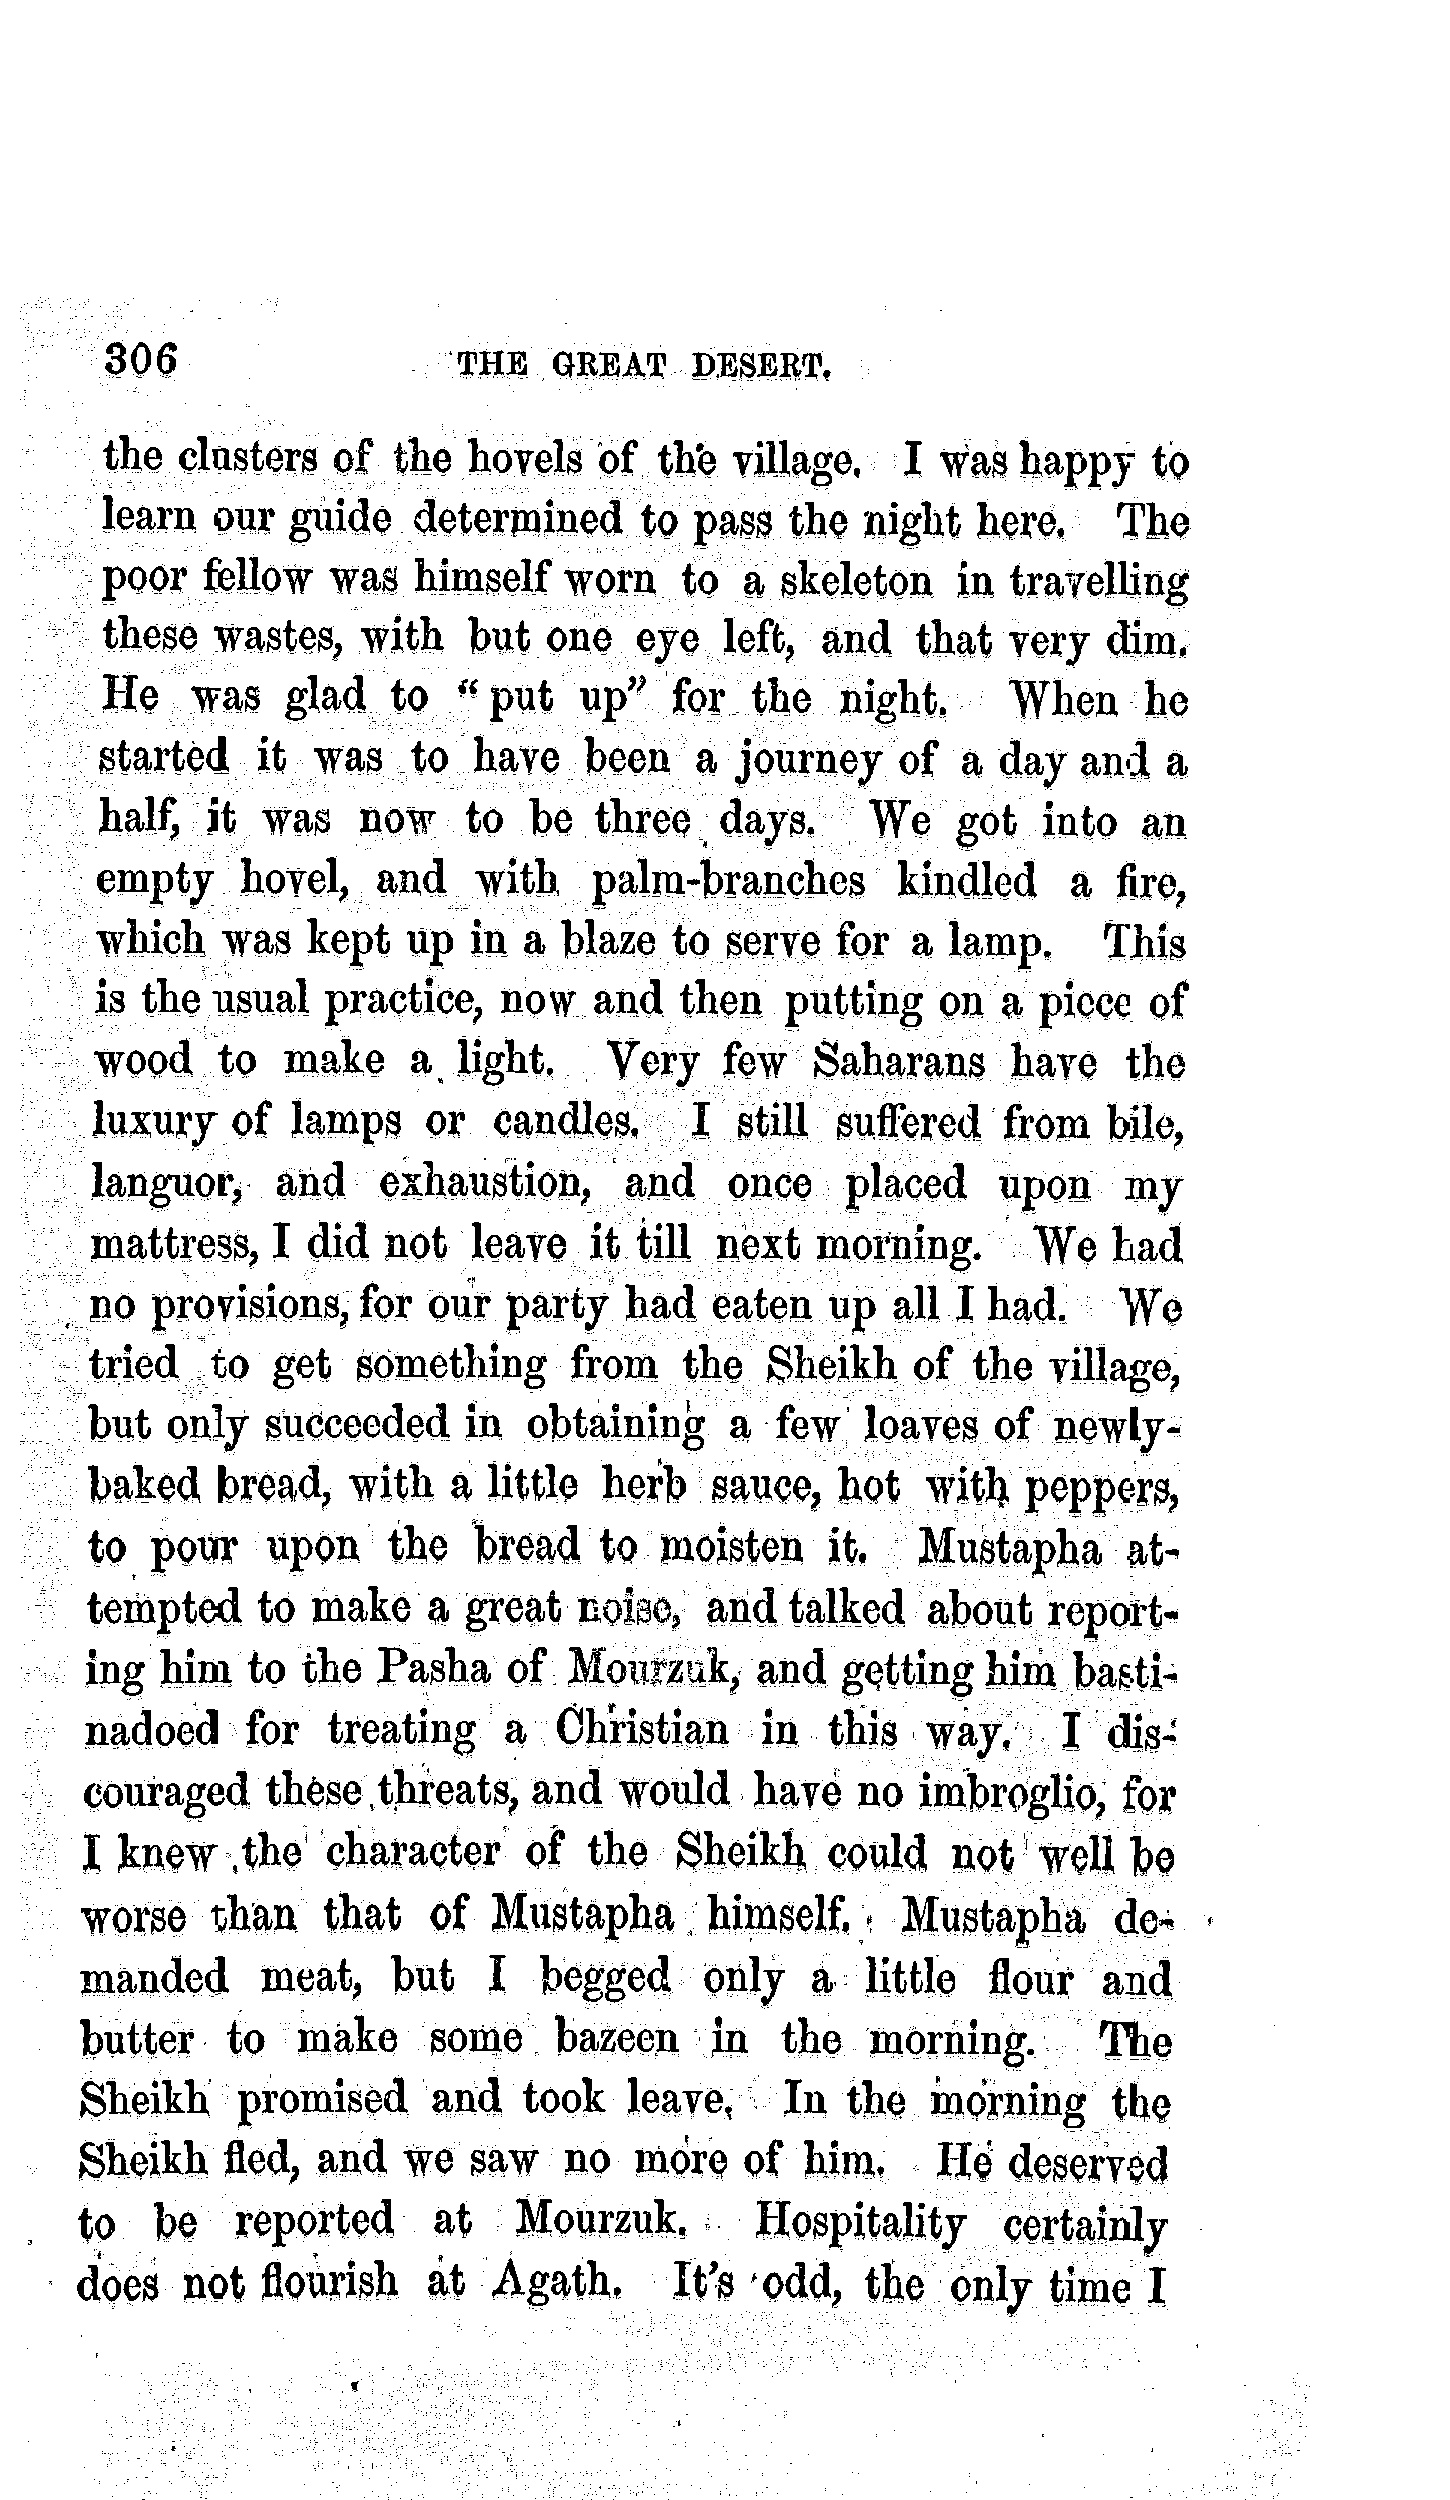 306 THE GREAT DESERT.
the clusters of the hovels of the village. I was happy to
learn our guide determined to pass the night here. The
poor fellow was himself worn to a skeleton in travelling
these wastes, with but one eye left, and that very dim.
He was glad to “put up” for the night. When he
started it was to have been a journey of a day and a
half, it was now to be three days. We got into an
empty hovel, and with palm-branches kindled a fire,
which was kept up in a blaze to serve for a lamp. This
is the usual practice, now and then putting on a piece of
wood to make a light. Very few Saharans have the
luxury of lamps or candles. I still suffered from bile,
languor, and exhaustion, and once placed upon my
mattress, I did not leave it till next morning. We had
no provisions, for our party had eaten up all I had. We
tried to get something from the Sheikh of the village,
but only succeeded in obtaining a few loaves of newly-
baked bread, with a little herb sauce, hot with peppers,
to pour upon the bread to moisten it. Mustapha at-
tempted to make a great noise, and talked about report-
ing him to the Pasha of Mourzuk, and getting him basti-
nadoed for treating a Christian in this way. I dis-
couraged these threats, and would have no imbroglio, for
I knew the character of the Sheikh could not well be
worse than that of Mustapha himself. Mustapha de-
manded meat, but I begged only a little flour and
butter to make some bazeen in the morning. The
Sheikh promised and took leave. In the morning the
Sheikh fled, and we saw no more of him. He deserved
to be reported at Mourzuk. Hospitality certainly
does not flourish at Agath. It's odd, the only time I